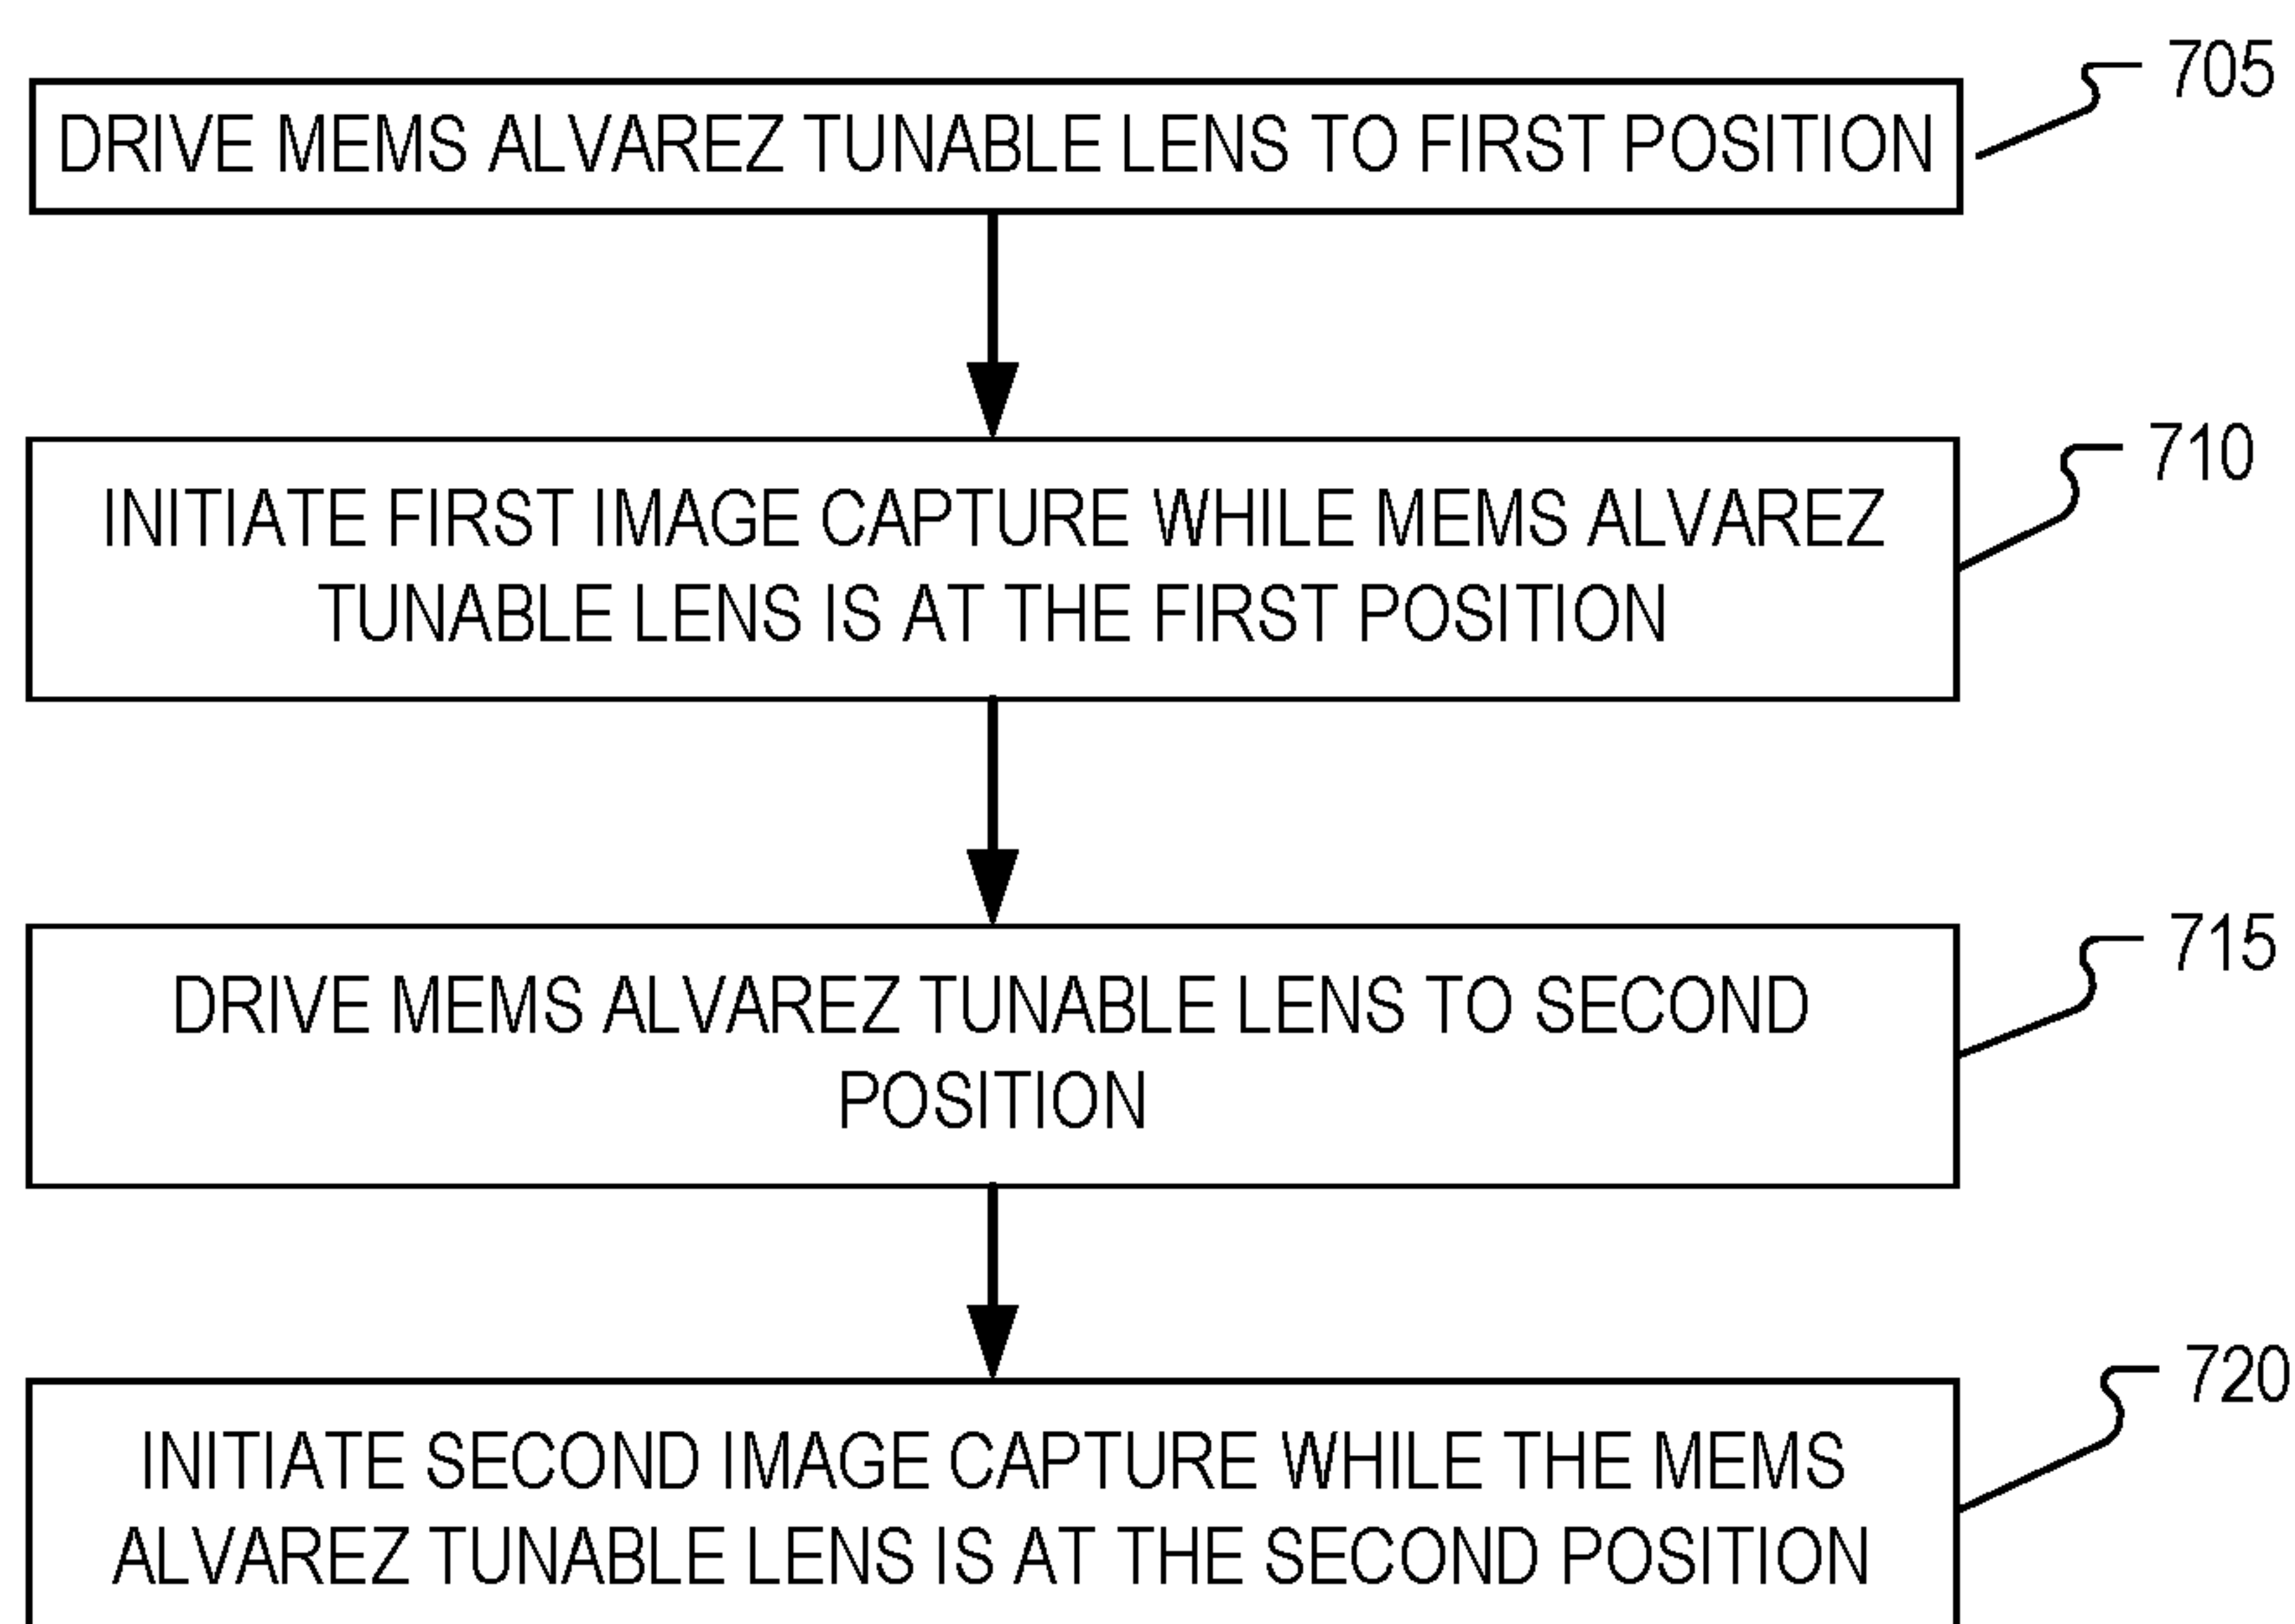 705
DRIVE MEMS ALVAREZ TUNABLE LENS TO FIRST POSITION
710
INITIATE FIRST IMAGE CAPTURE WHILE MEMS ALVAREZ
TUNABLE LENS IS AT THE FIRST POSITION
715
DRIVE MEMS ALVAREZ TUNABLE LENS TO SECOND
POSITION
720
INITIATE SECOND IMAGE CAPTURE WHILE THE MEMS
ALVAREZ TUNABLE LENS IS AT THE SECOND POSITION